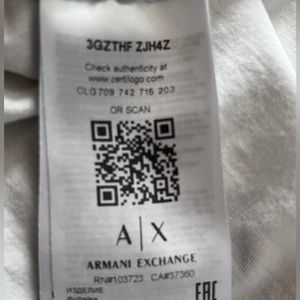 3GZTHF ZJH4Z
Check authenticity at
www.certilogo.com
CLG 709 742 716 203
OR SCAN
A|X
ARMANI EXCHANGE
RN#103723 CA#37360
ИЗДЕЛИЕ
EAC